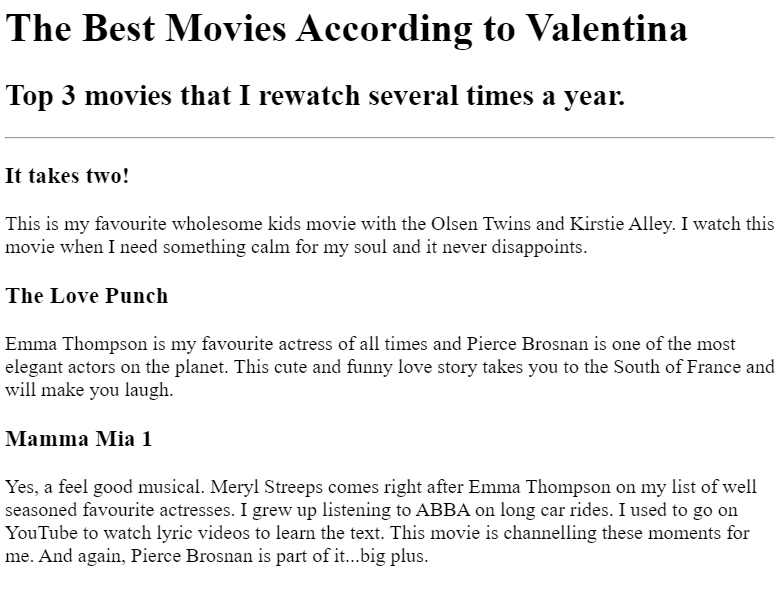 The Best Movies According to Valentina
Top 3 movies that I rewatch several times a year.
It takes two!
This is my favourite wholesome kids movie with the Olsen Twins and Kirstie Alley. I watch this
movie when I need something calm for my soul and it never disappoints.
The Love Punch
Emma Thompson is my favourite actress of all times and Pierce Brosnan is one of the most
elegant actors on the planet. This cute and funny love story takes you to the South of France and
will make you laugh.
Mamma Mia 1
Yes, a feel good musical. Meryl Streeps comes right after Emma Thompson on my list of well
seasoned favourite actresses. I grew up listening to ABBA on long car rides. I used to go on
YouTube to watch lyric videos to learn the text. This movie is channelling these moments for
me. And again, Pierce Brosnan is part of it...big plus.